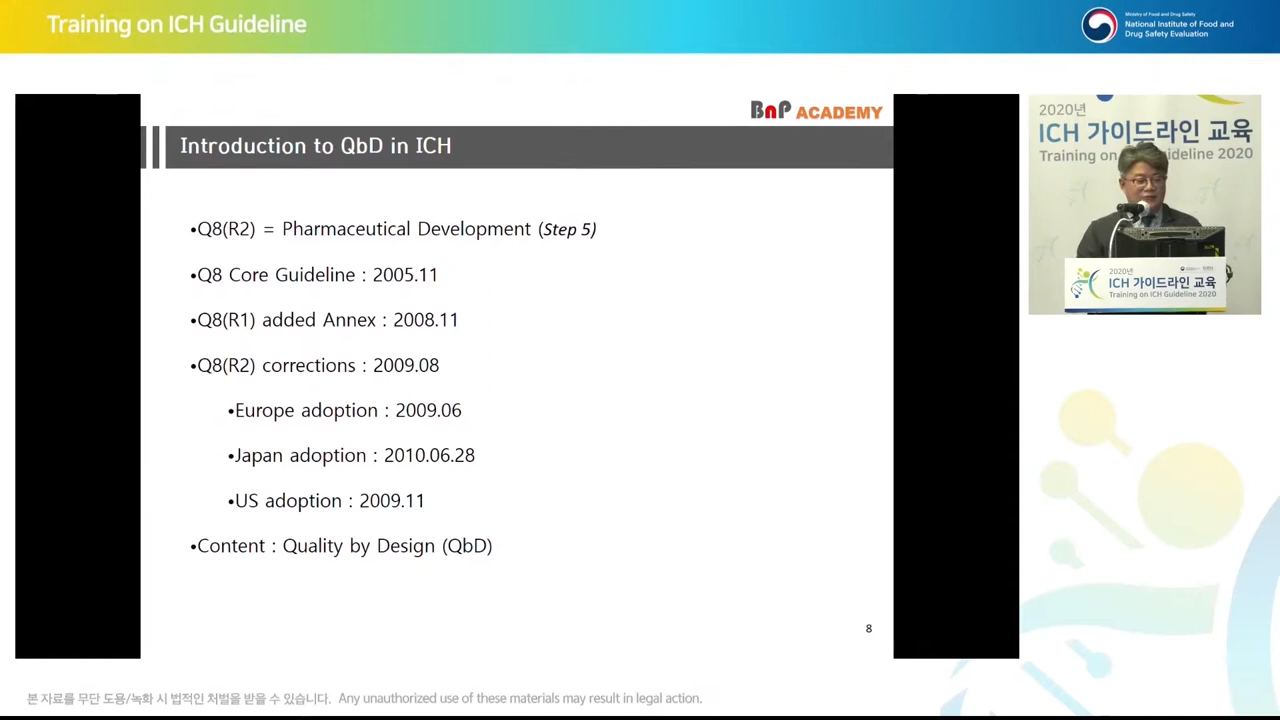 Training on ICH Guideline
Ministry of Food and Drug Safety
National Institute of Food and
Drug Safety Evaluation
BnP ACADEMY
Introduction to QbD in ICH
•Q8(R2) = Pharmaceutical Development (Step 5)
•Q8 Core Guideline : 2005.11
•Q8(R1) added Annex : 2008.11
•Q8(R2) corrections : 2009.08
•Europe adoption : 2009.06
•Japan adoption : 2010.06.28
•US adoption : 2009.11
•Content : Quality by Design (QbD)
8
2020년
ICH 가이드라인 교육
Training on ideline 2020
2020년
ICH 가이드라인 교육
Training on ICH Guideline 2020
본 자료를 무단 도용/녹화 시 법적인 처벌을 받을 수 있습니다. Any unauthorized use of these materials may result in legal action.